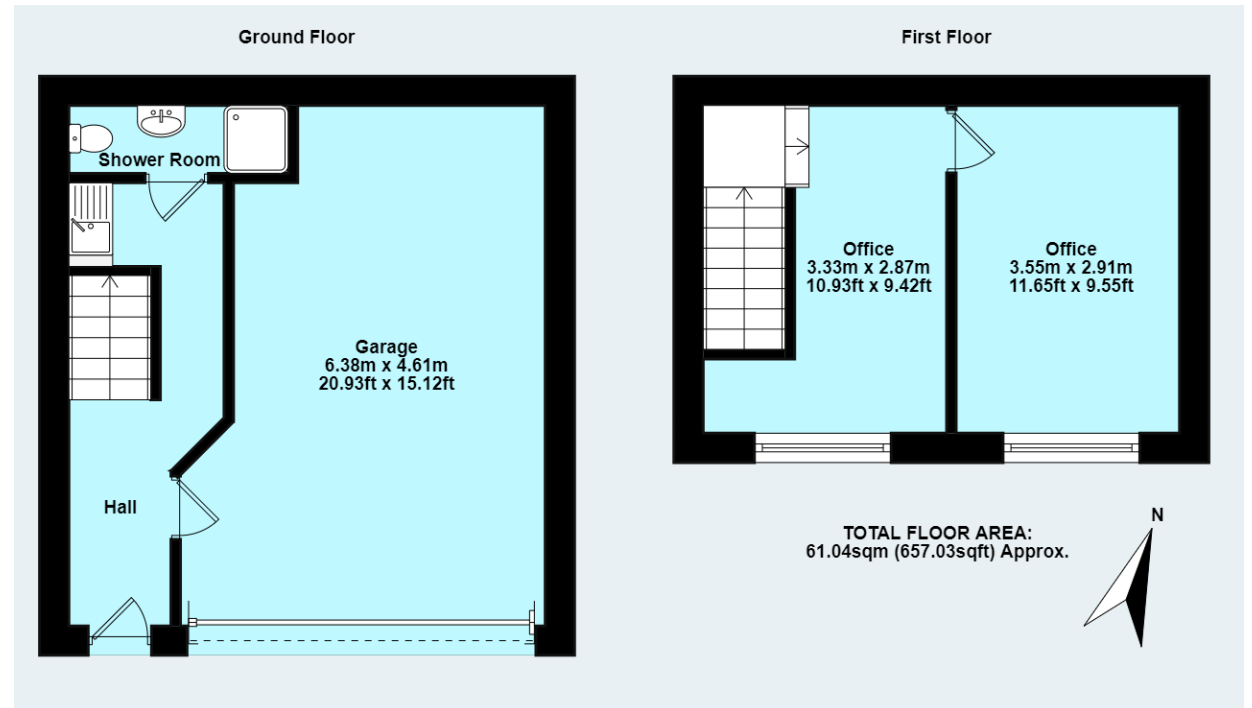 Ground Floor
First Floor
Shower Room
Garage
6.38m x 4.61m
20.93ft x 15.12ft
Hall
Office
3.33m x 2.87m
10.93ft x 9.42ft
Office
3.55m x 2.91m
11.65ft x 9.55ft
TOTAL FLOOR AREA:
61.04sqm (657.03sqft) Approx.
N